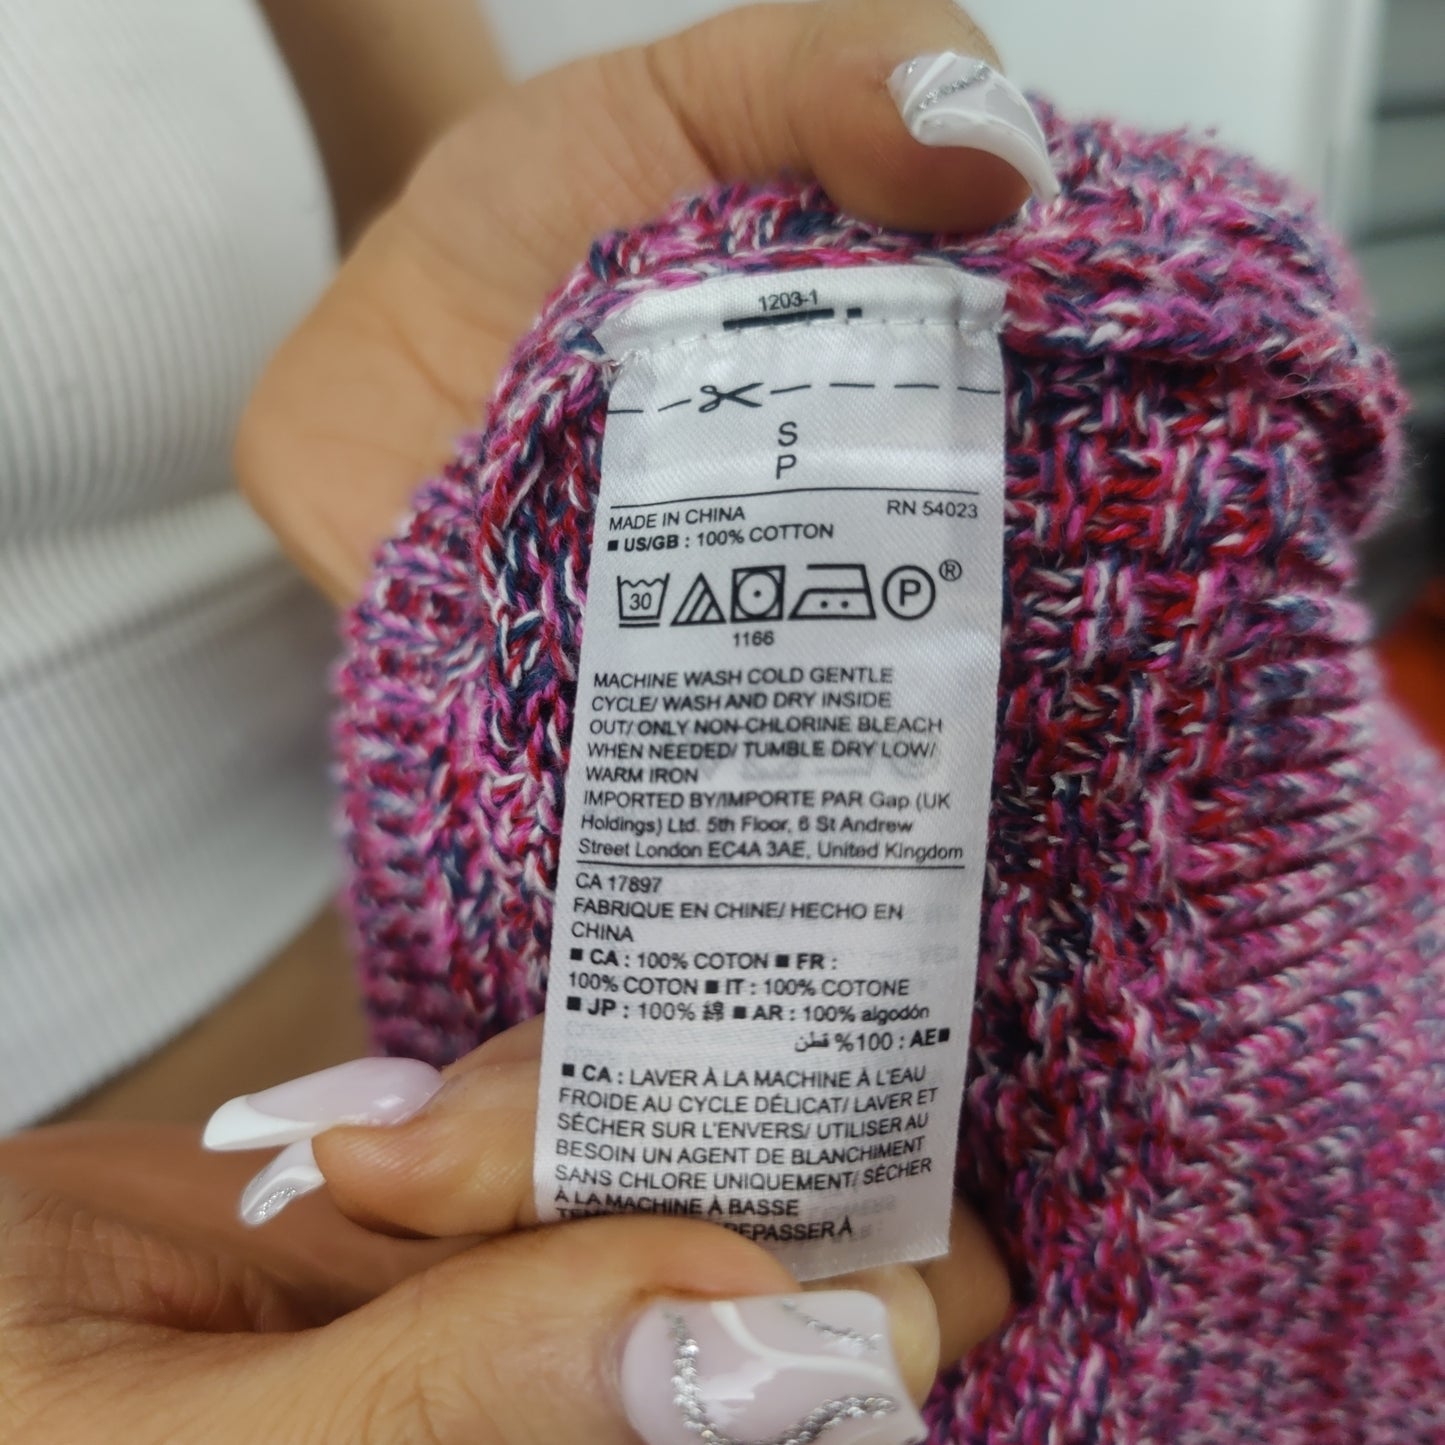 1203-1
S
P
MADE IN CHINA RN 54023
■ US/GB : 100% COTTON
30 P ®
1166
MACHINE WASH COLD GENTLE
CYCLE/ WASH AND DRY INSIDE
OUT/ ONLY NON-CHLORINE BLEACH
WHEN NEEDED/ TUMBLE DRY LOW/
WARM IRON
IMPORTED BY/IMPORTE PAR Gap (UK
Holdings) Ltd. 5th Floor, 6 St Andrew
Street London EC4A 3AE, United Kingdom
CA 17897
FABRIQUE EN CHINE/ HECHO EN
CHINA
■ CA : 100% COTON ■ FR :
100% COTON ■ IT : 100% COTONE
■ JP : 100% 綿 ■ AR : 100% algodón
■AE : 100% قطن
■ CA : LAVER À LA MACHINE À L'EAU
FROIDE AU CYCLE DÉLICAT/ LAVER ET
SÉCHER SUR L'ENVERS/ UTILISER AU
BESOIN UN AGENT DE BLANCHIMENT
SANS CHLORE UNIQUEMENT/ SÉCHER
À LA MACHINE À BASSE
REPASSER À